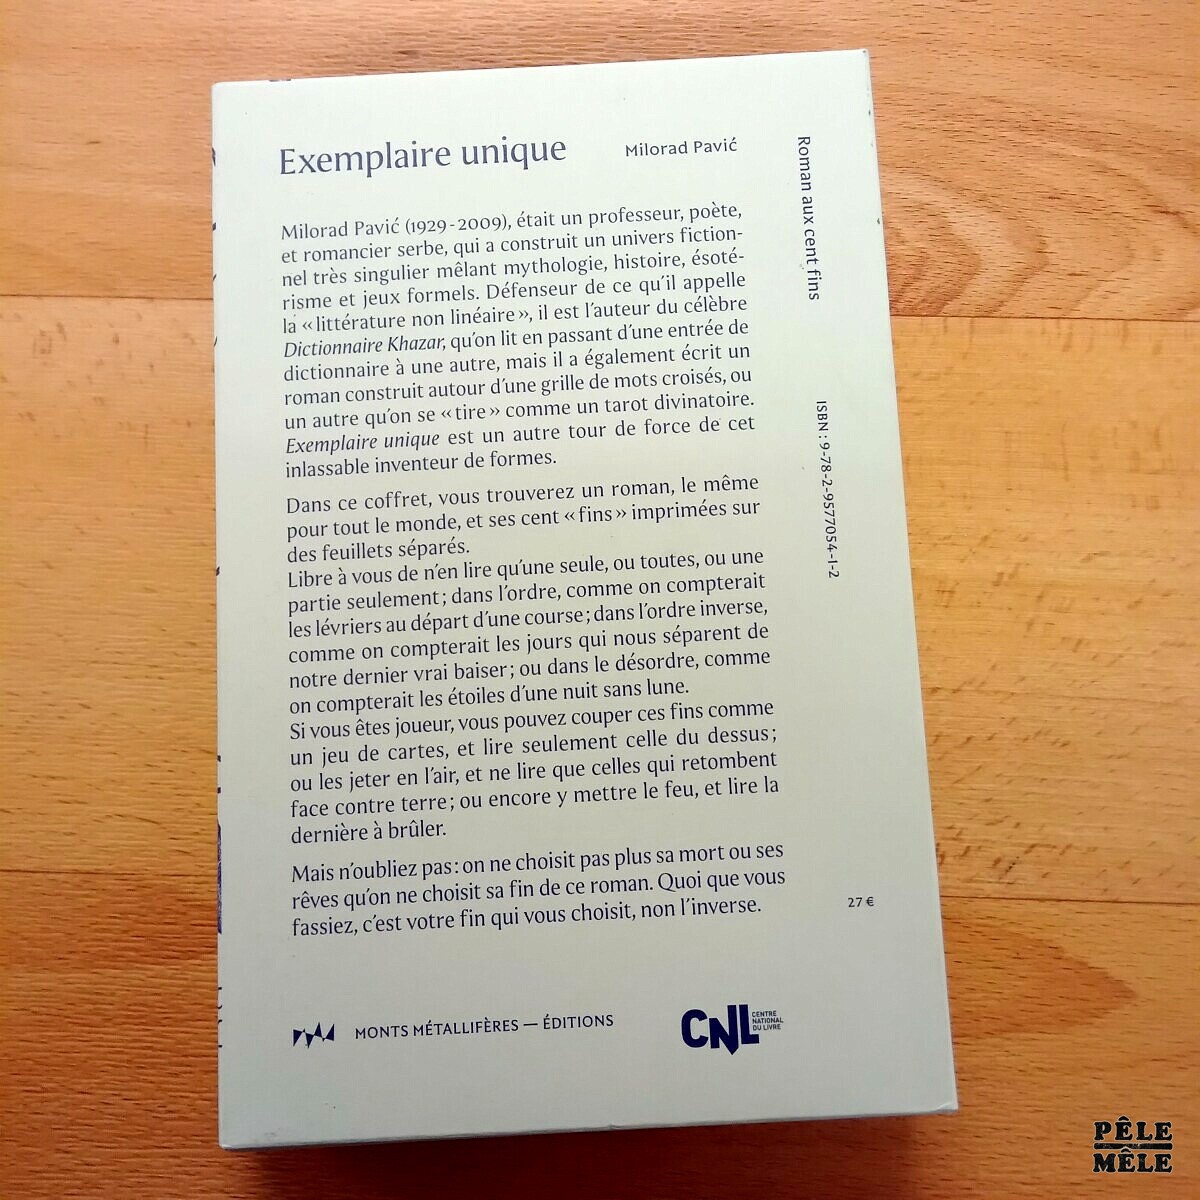 Exemplaire unique
Milorad Pavić
Milorad Pavić (1929-2009), était un professeur, poète,
et romancier serbe, qui a construit un univers fiction-
nel très singulier mêlant mythologie, histoire, ésoté-
risme et jeux formels. Défenseur de ce qu'il appelle
la « littérature non linéaire », il est l'auteur du célèbre
Dictionnaire Khazar, qu'on lit en passant d'une entrée de
dictionnaire à une autre, mais il a également écrit un
roman construit autour d'une grille de mots croisés, ou
un autre qu'on se « tire » comme un tarot divinatoire.
Exemplaire unique est un autre tour de force de cet
inlassable inventeur de formes.
Dans ce coffret, vous trouverez un roman, le même
pour tout le monde, et ses cent « fins » imprimées sur
des feuillets séparés.
Libre à vous de n'en lire qu'une seule, ou toutes, ou une
partie seulement ; dans l'ordre, comme on compterait
les lévriers au départ d'une course ; dans l'ordre inverse,
comme on compterait les jours qui nous séparent de
notre dernier vrai baiser ; ou dans le désordre, comme
on compterait les étoiles d'une nuit sans lune.
Si vous êtes joueur, vous pouvez couper ces fins comme
un jeu de cartes, et lire seulement celle du dessus ;
ou les jeter en l'air, et ne lire que celles qui retombent
face contre terre ; ou encore y mettre le feu, et lire la
dernière à brûler.
Mais n'oubliez pas : on ne choisit pas plus sa mort ou ses
rêves qu'on ne choisit sa fin de ce roman. Quoi que vous
fassiez, c'est votre fin qui vous choisit, non l'inverse.
MONTS MÉTALLIFÈRES — ÉDITIONS
CNL
CENTRE
NATIONAL
DU LIVRE
Roman aux cent fins
ISBN : 9-78-2-9577054-1-2
27 €
PÊLE
MÊLE